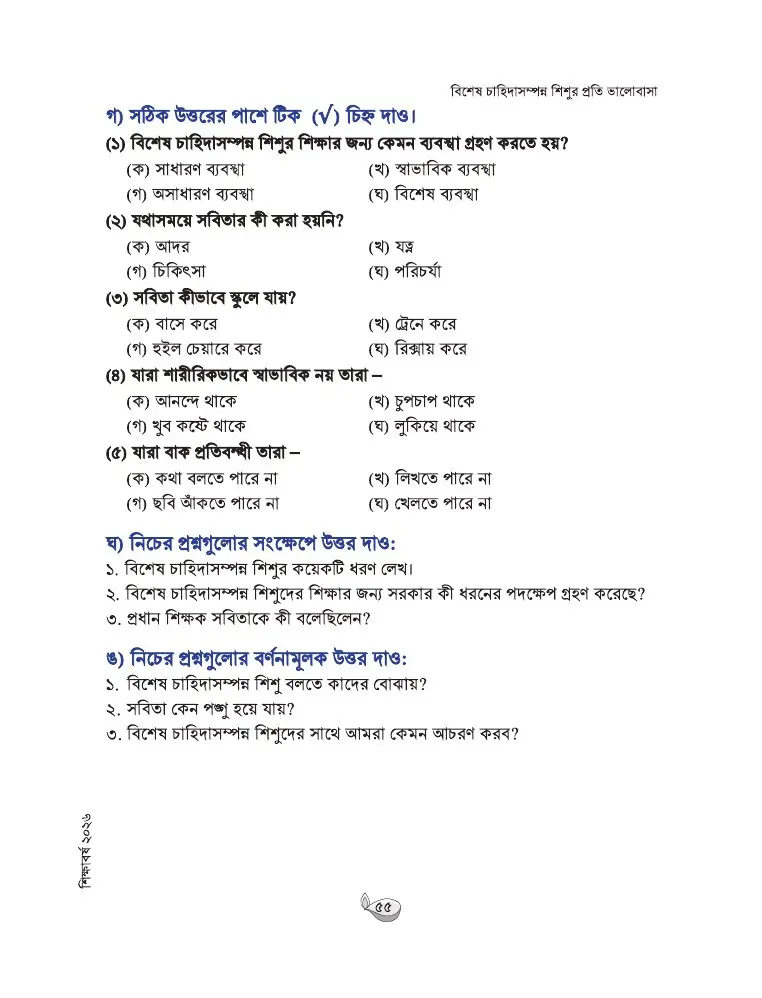 বিশেষ চাহিদাসম্পন্ন শিশুর প্রতি ভালোবাসা
গ) সঠিক উত্তরের পাশে টিক (√) চিহ্ন দাও।
(১) বিশেষ চাহিদাসম্পন্ন শিশুর শিক্ষার জন্য কেমন ব্যবস্থা গ্রহণ করতে হয়?
(ক) সাধারণ ব্যবস্থা (খ) স্বাভাবিক ব্যবস্থা
(গ) অসাধারণ ব্যবস্থা (ঘ) বিশেষ ব্যবস্থা
(২) যথাসময়ে সবিতার কী করা হয়নি?
(ক) আদর (খ) যত্ন
(গ) চিকিৎসা (ঘ) পরিচর্যা
(৩) সবিতা কীভাবে স্কুলে যায়?
(ক) বাসে করে (খ) ট্রেনে করে
(গ) হুইল চেয়ারে করে (ঘ) রিক্সায় করে
(৪) যারা শারীরিকভাবে স্বাভাবিক নয় তারা –
(ক) আনন্দে থাকে (খ) চুপচাপ থাকে
(গ) খুব কষ্টে থাকে (ঘ) লুকিয়ে থাকে
(৫) যারা বাক প্রতিবন্ধী তারা –
(ক) কথা বলতে পারে না (খ) লিখতে পারে না
(গ) ছবি আঁকতে পারে না (ঘ) খেলতে পারে না
ঘ) নিচের প্রশ্নগুলোর সংক্ষেপে উত্তর দাও:
১. বিশেষ চাহিদাসম্পন্ন শিশুর কয়েকটি ধরণ লেখ।
২. বিশেষ চাহিদাসম্পন্ন শিশুদের শিক্ষার জন্য সরকার কী ধরনের পদক্ষেপ গ্রহণ করেছে?
৩. প্রধান শিক্ষক সবিতাকে কী বলেছিলেন?
ঙ) নিচের প্রশ্নগুলোর বর্ণনামূলক উত্তর দাও:
১. বিশেষ চাহিদাসম্পন্ন শিশু বলতে কাদের বোঝায়?
২. সবিতা কেন পঙ্গু হয়ে যায়?
৩. বিশেষ চাহিদাসম্পন্ন শিশুদের সাথে আমরা কেমন আচরণ করব?
শিক্ষাবর্ষ ২০২৬
৫৫